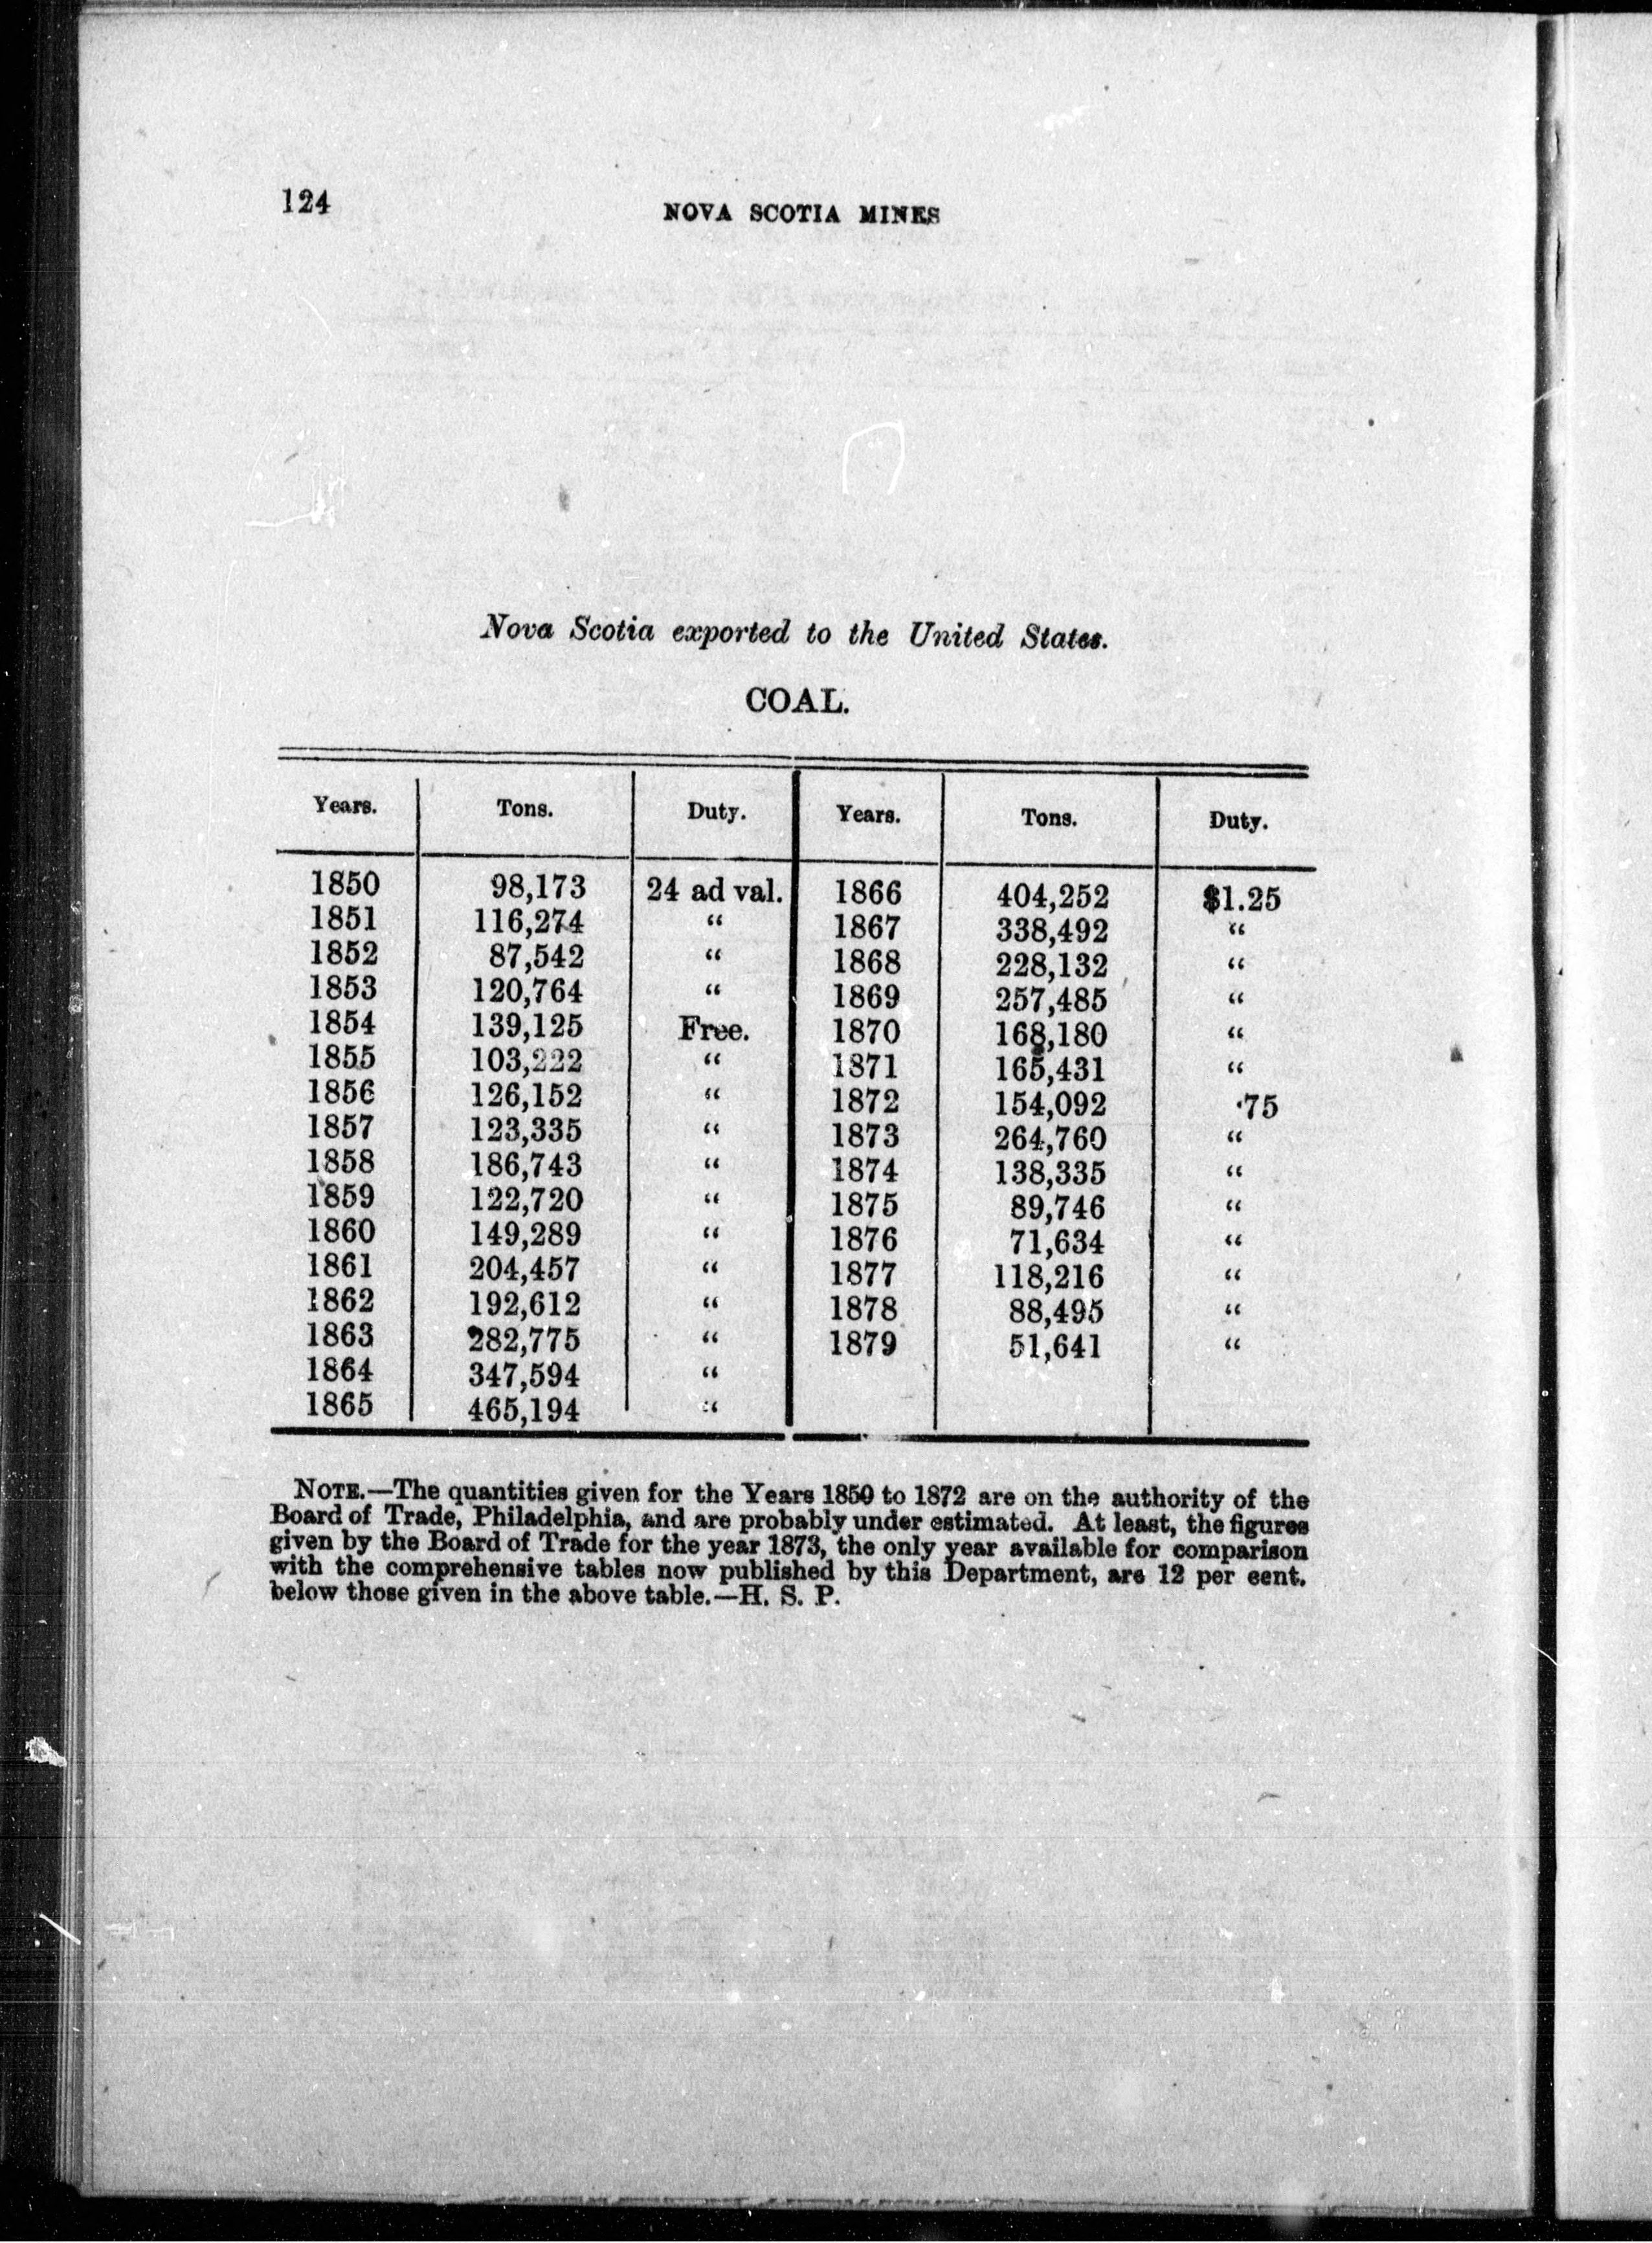 124
NOVA SCOTIA MINES
Nova Scotia exported to the United States.
COAL.
Years. Tons. Duty. Years. Tons. Duty.
1850 98,173 24 ad val. 1866 404,252 $1.25
1851 116,274 “ 1867 338,492 “
1852 87,542 “ 1868 228,132 “
1853 120,764 “ 1869 257,485 “
1854 139,125 Free. 1870 168,180 “
1855 103,222 “ 1871 165,431 “
1856 126,152 “ 1872 154,092 ·75
1857 123,335 “ 1873 264,760 “
1858 186,743 “ 1874 138,335 “
1859 122,720 “ 1875 89,746 “
1860 149,289 “ 1876 71,634 “
1861 204,457 “ 1877 118,216 “
1862 192,612 “ 1878 88,495 “
1863 282,775 “ 1879 51,641 “
1864 347,594 “
1865 465,194 “
NOTE.—The quantities given for the Years 1850 to 1872 are on the authority of the
Board of Trade, Philadelphia, and are probably under estimated. At least, the figures
given by the Board of Trade for the year 1873, the only year available for comparison
with the comprehensive tables now published by this Department, are 12 per cent.
below those given in the above table.—H. S. P.